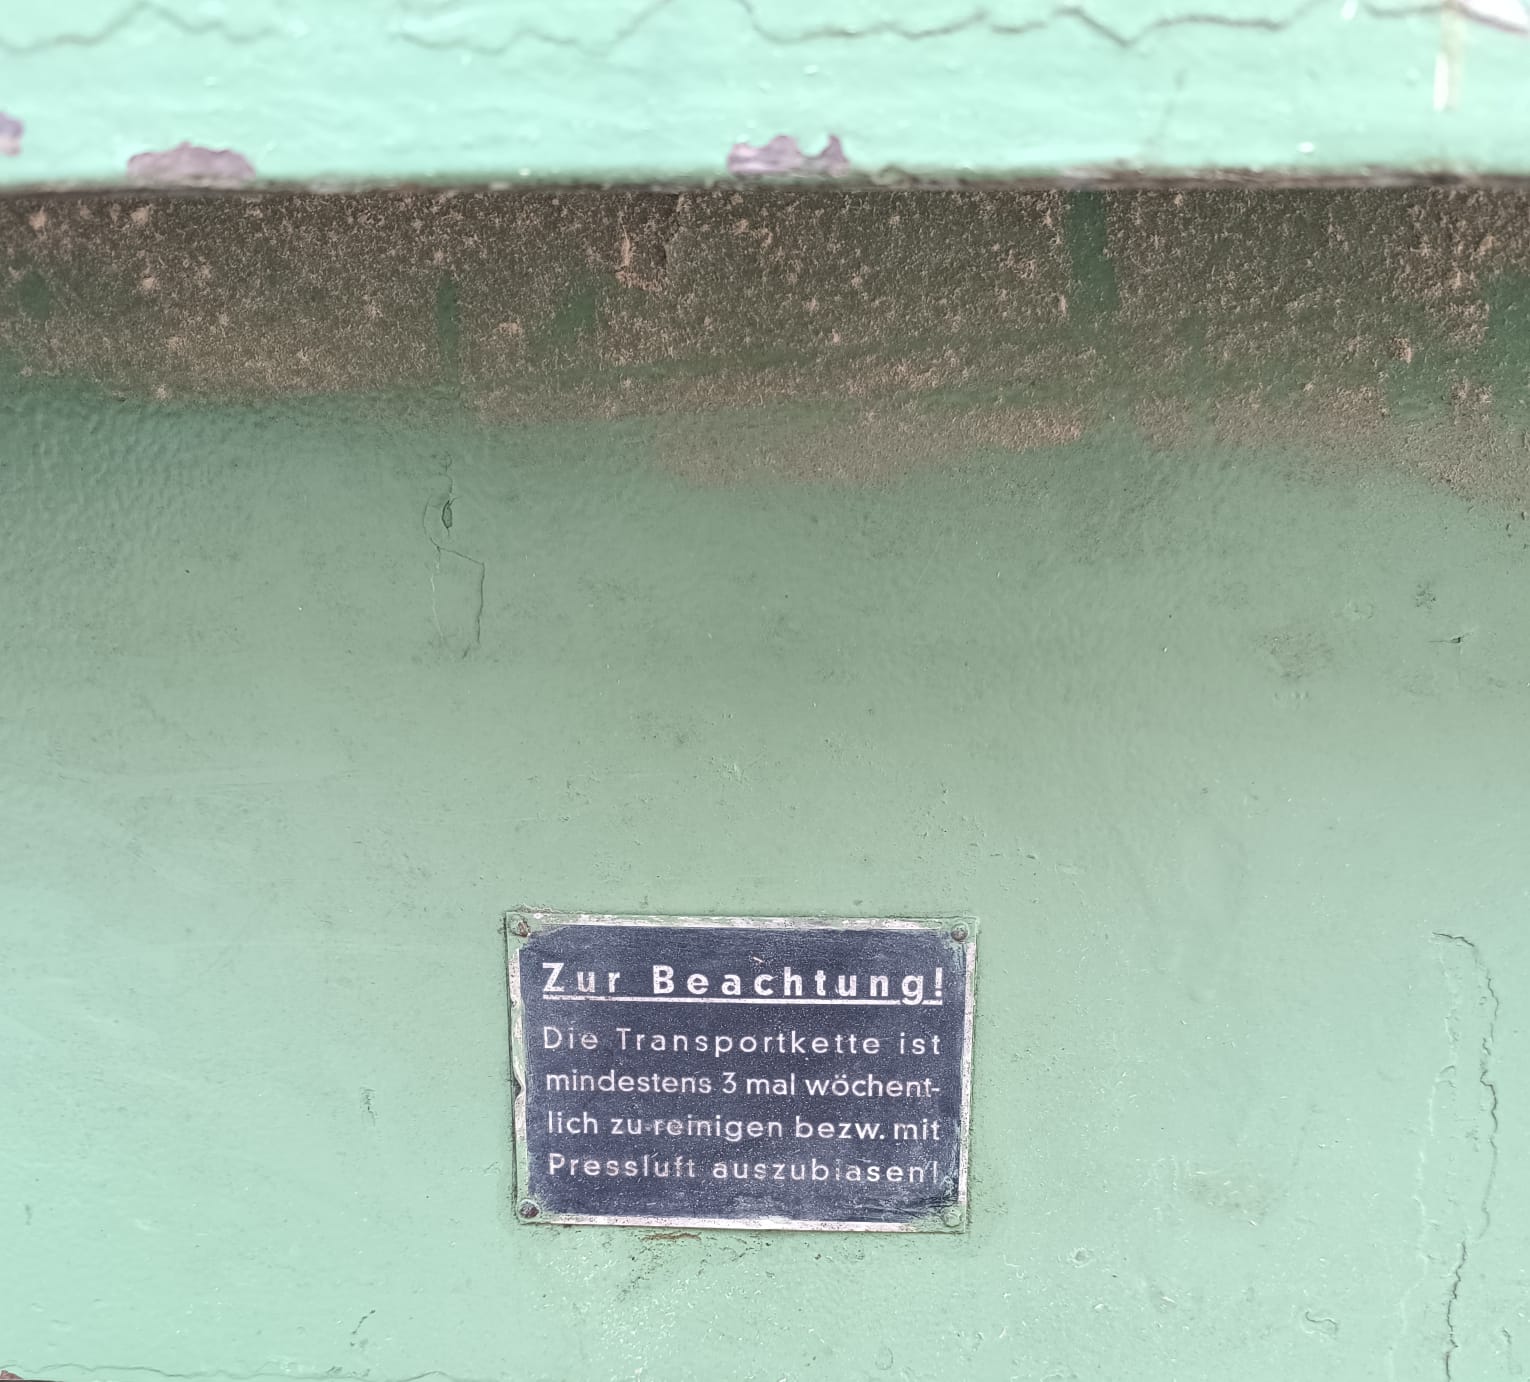 Zur Beachtung!
Die Transportkette ist
mindestens 3 mal wöchent-
lich zu reinigen bezw. mit
Pressluft auszublasen!